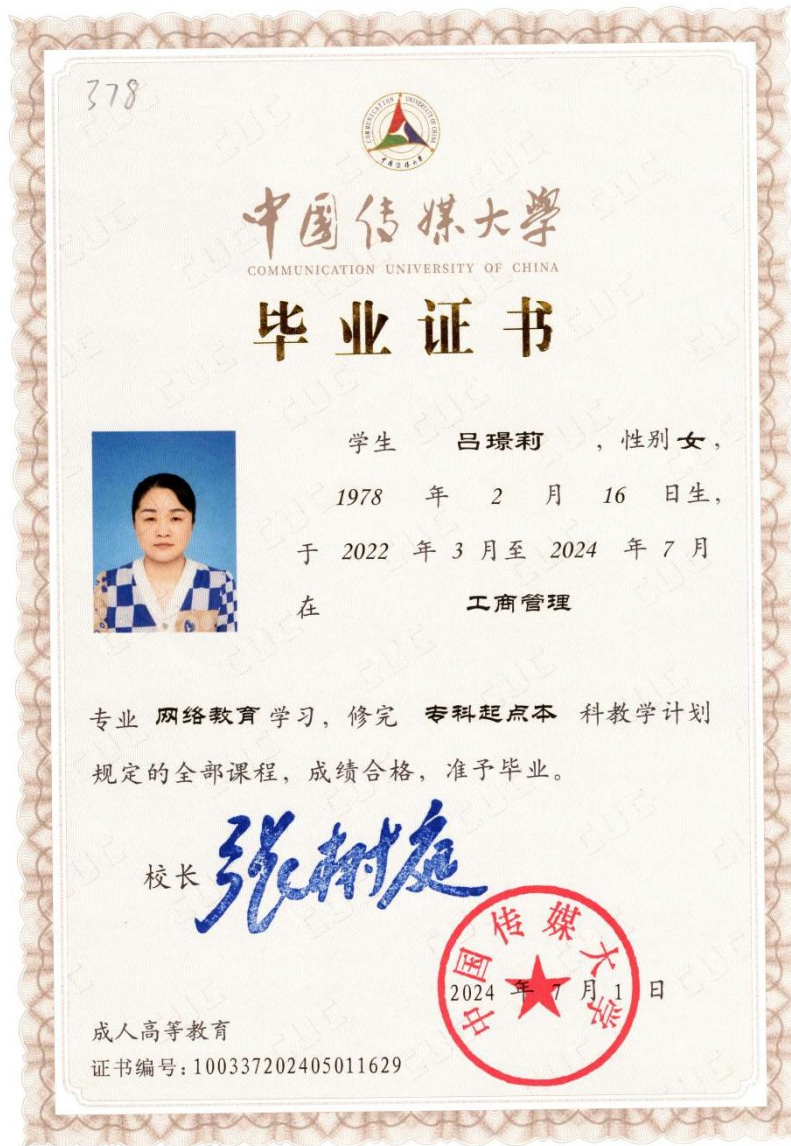 378
COMMUNICATION UNIVERSITY OF CHINA
中国传媒大学
中国传媒大學
COMMUNICATION UNIVERSITY OF CHINA
毕业证书
学生 吕璟莉 ，性别 女，
1978 年 2 月 16 日生，
于 2022 年 3 月至 2024 年 7 月
在 工商管理
专业 网络教育 学习，修完 专科起点本 科教学计划
规定的全部课程，成绩合格，准予毕业。
校长 张树庭
中国传媒大学
2024 年 7 月 1 日
成人高等教育
证书编号：100337202405011629